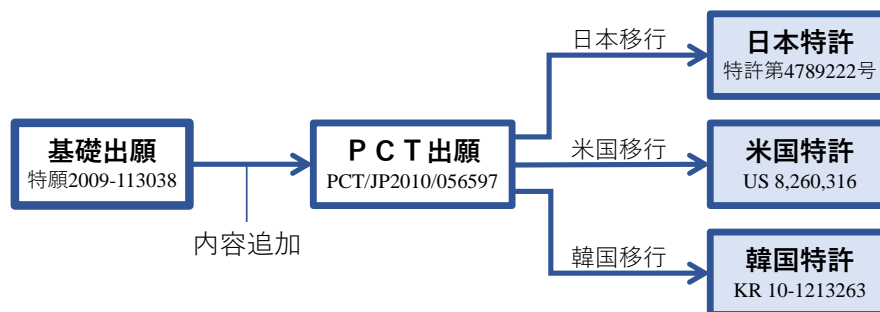 基礎出願
特願2009-113038
内容追加
ＰＣＴ出願
PCT/JP2010/056597
日本移行
日本特許
特許第4789222号
米国移行
米国特許
US 8,260,316
韓国移行
韓国特許
KR 10-1213263